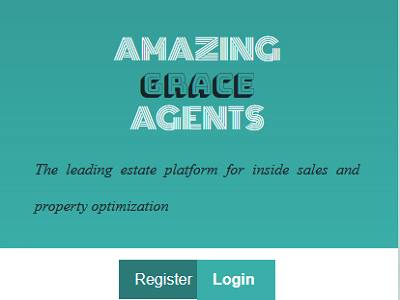 AMAZING
GRACE
AGENTS
The leading estate platform for inside sales and
property optimization
Register Login